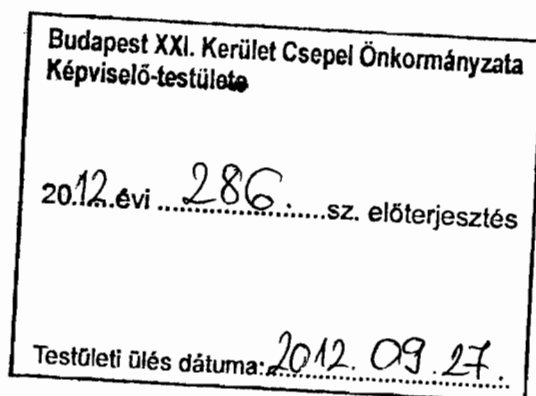 Budapest XXI. Kerület Csepel Önkormányzata
Képviselő-testülete
2012.évi ...286.......sz. előterjesztés
Testületi ülés dátuma: 2012. 09. 27.